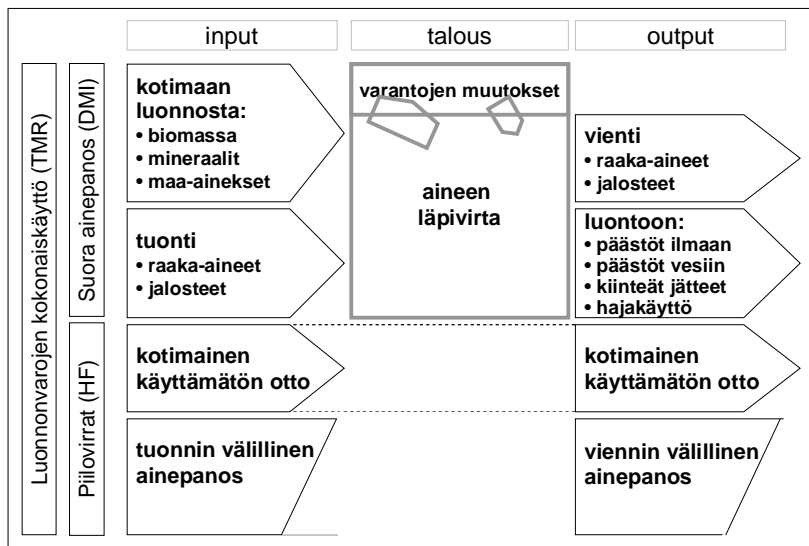 input
talous
output
Luonnonvarojen kokonaiskäyttö (TMR)
Suora ainepanos (DMI)
kotimaan
luonnosta:
• biomassa
• mineraalit
• maa-ainekset
tuonti
• raaka-aineet
• jalosteet
varantojen muutokset
aineen
läpivirta
vienti
• raaka-aineet
• jalosteet
luontoon:
• päästöt ilmaan
• päästöt vesiin
• kiinteät jätteet
• hajakäyttö
Piilovirrat (HF)
kotimainen
käyttämätön otto
kotimainen
käyttämätön otto
tuonnin välillinen
ainepanos
viennin välillinen
ainepanos